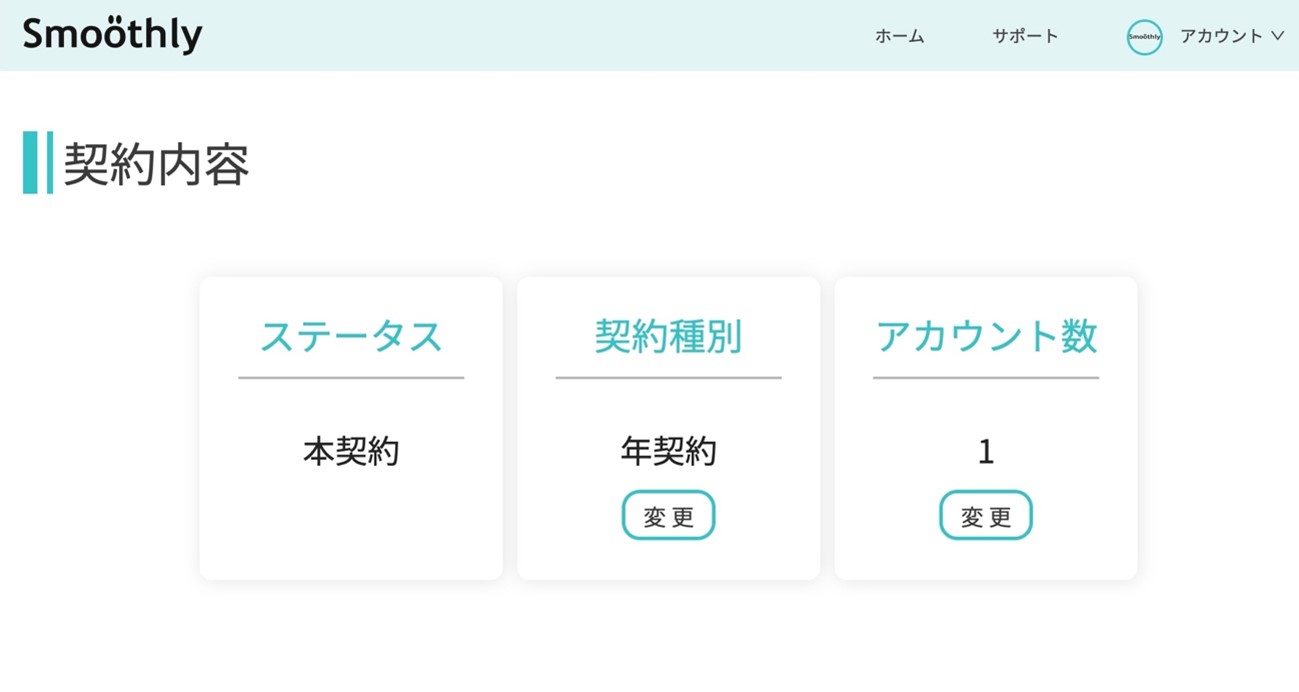 Smoöthly
ホーム サポート Smoöthly アカウント
契約内容
ステータス 契約種別 アカウント数
本契約 年契約 1
変更 変更